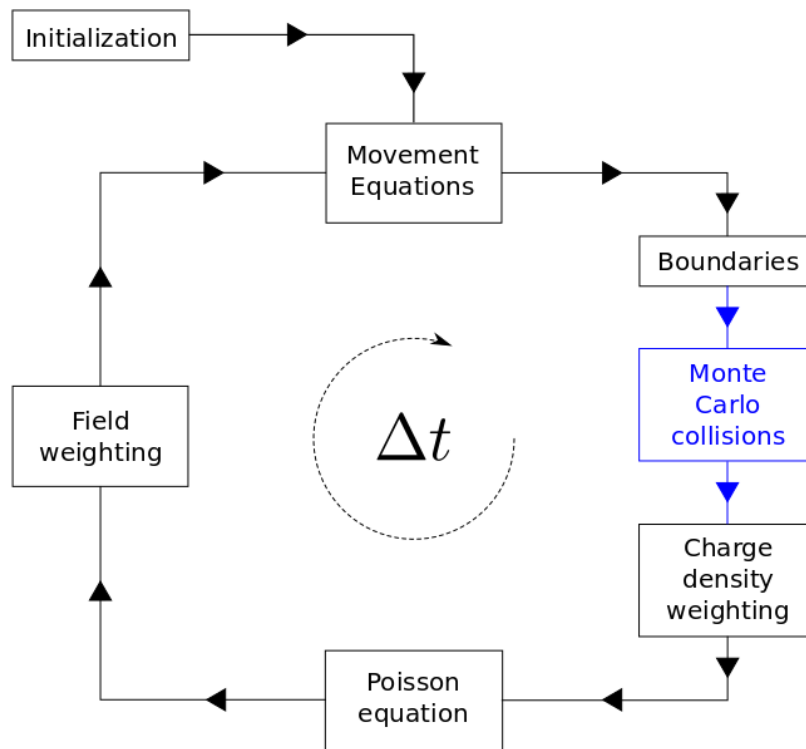 Initialization
Movement
Equations
Boundaries
Monte
Carlo
collisions
Field
weighting
Δt
Charge
density
weighting
Poisson
equation